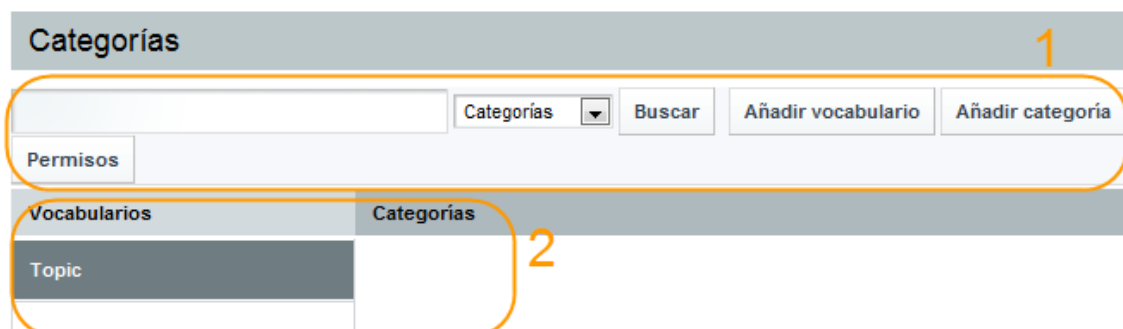 Categorías
1
Categorías Buscar Añadir vocabulario Añadir categoría
Permisos
Vocabularios Categorías
Topic
2